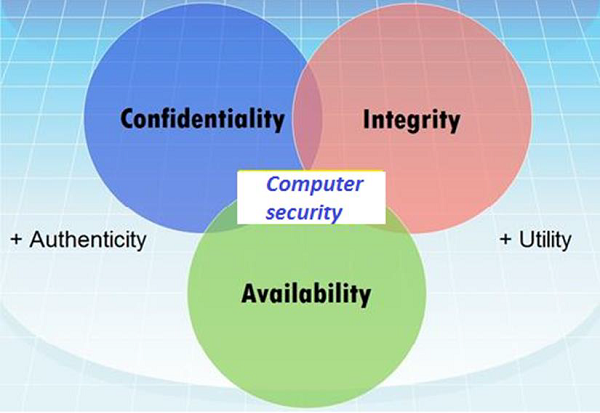 Confidentiality
Integrity
Computer
security
+ Authenticity
+ Utility
Availability